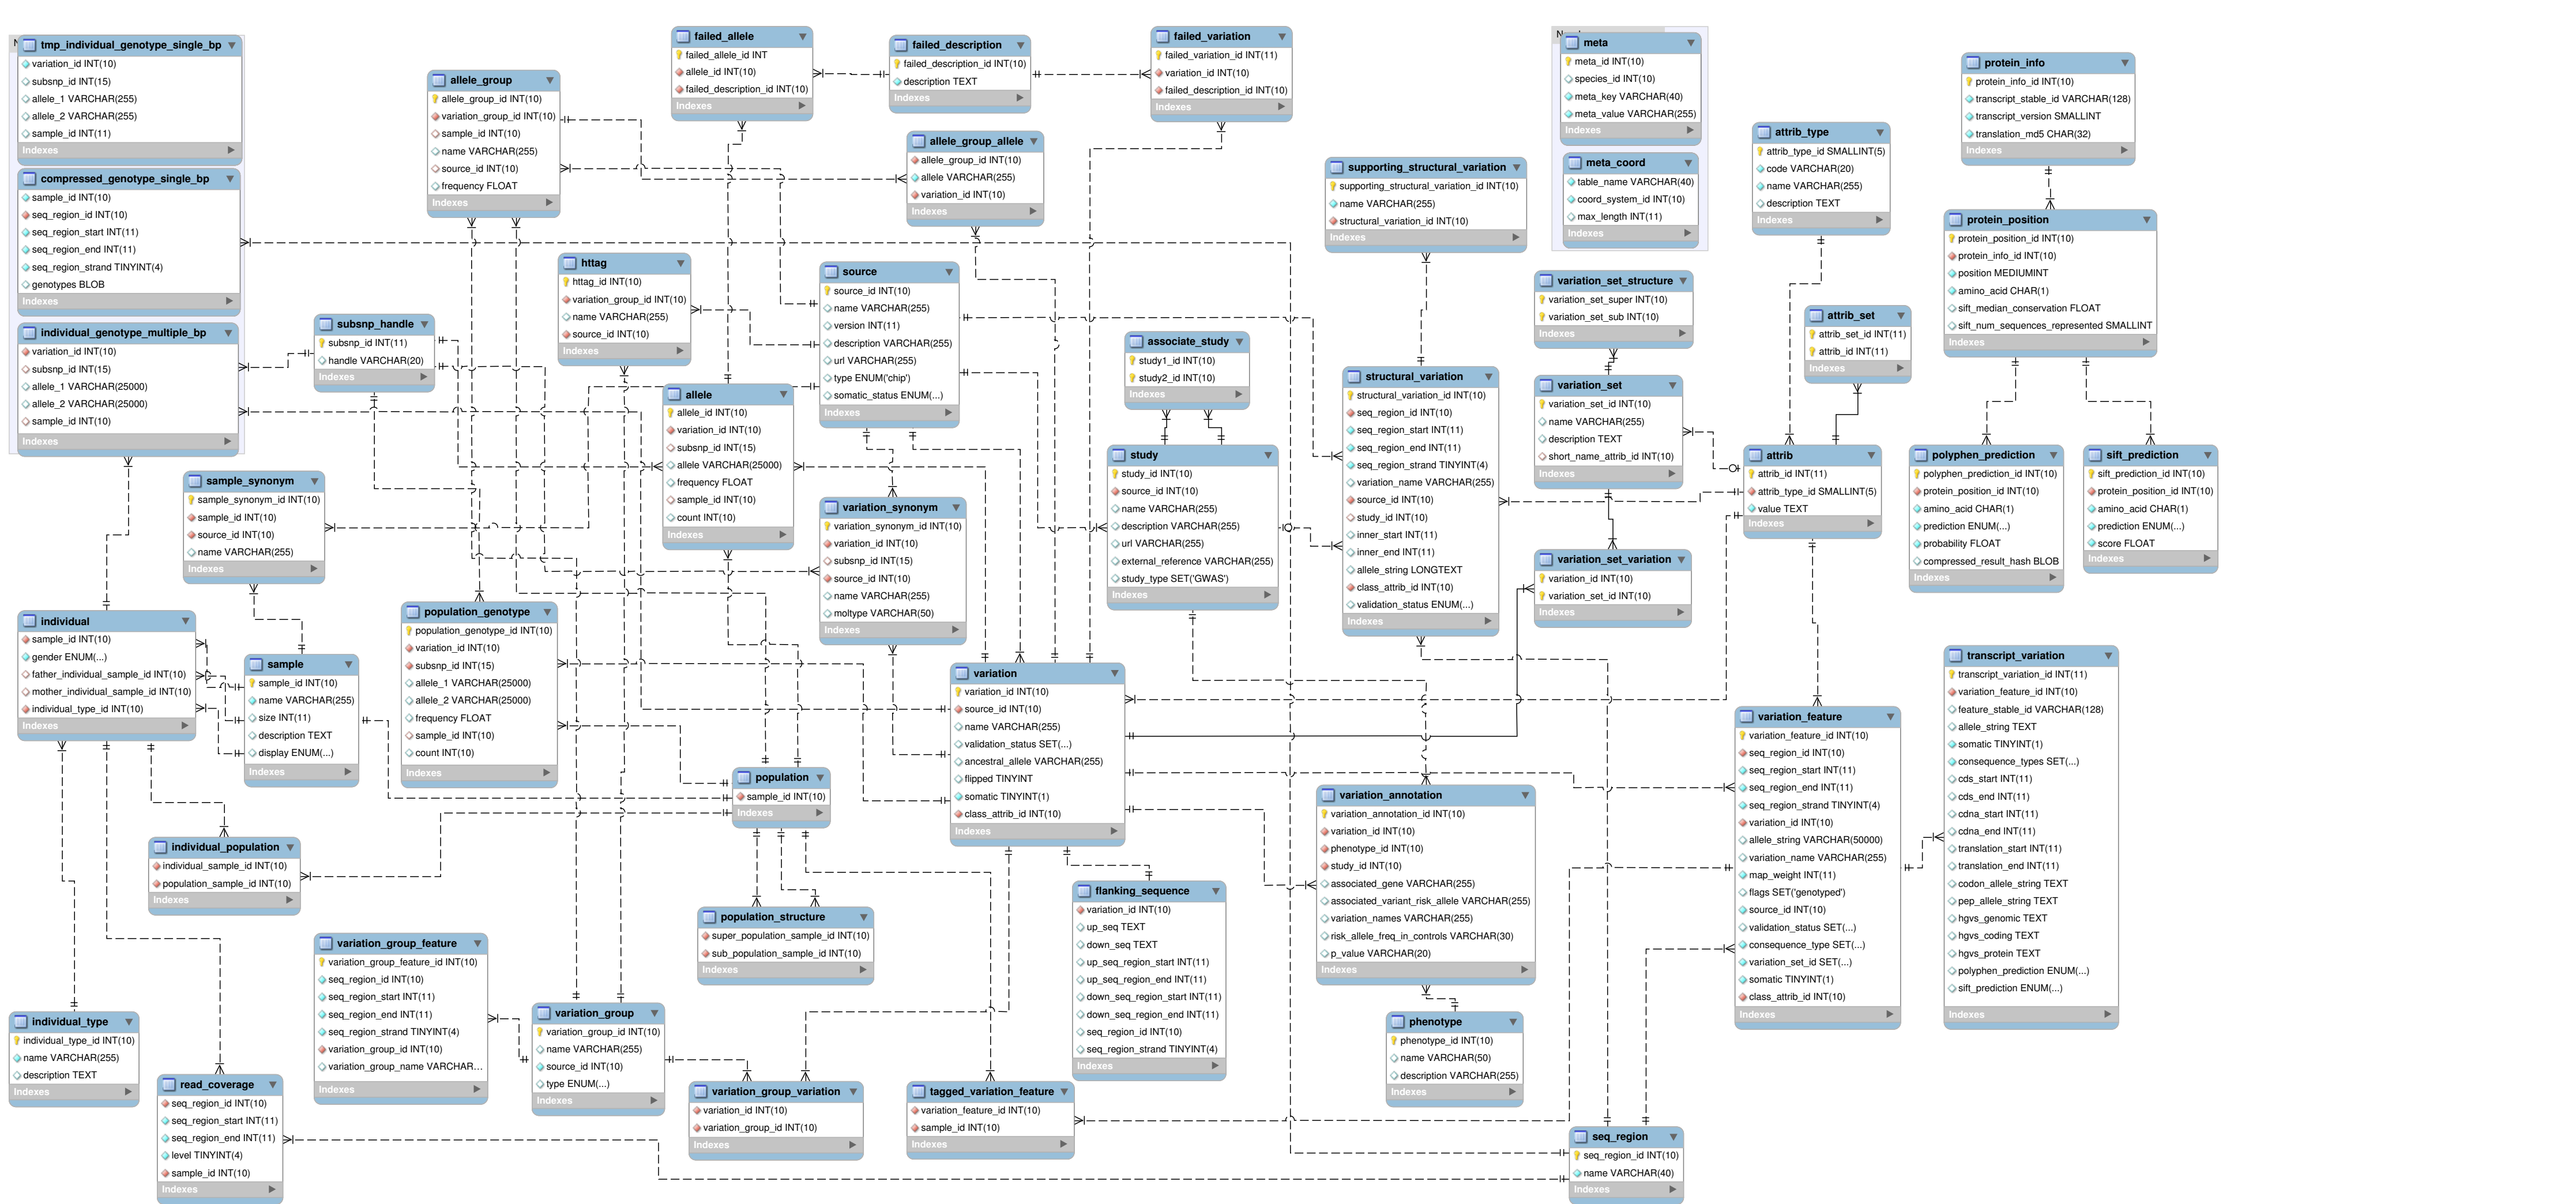 tmp_individual_genotype_single_bp
variation_id INT(10)
subsnp_id INT(15)
allele_1 VARCHAR(255)
allele_2 VARCHAR(255)
sample_id INT(11)
Indexes
compressed_genotype_single_bp
sample_id INT(10)
seq_region_id INT(10)
seq_region_start INT(11)
seq_region_end INT(11)
seq_region_strand TINYINT(4)
genotypes BLOB
Indexes
individual_genotype_multiple_bp
variation_id INT(10)
subsnp_id INT(15)
allele_1 VARCHAR(25000)
allele_2 VARCHAR(25000)
sample_id INT(10)
Indexes
allele_group
allele_group_id INT(10)
variation_group_id INT(10)
sample_id INT(10)
name VARCHAR(255)
source_id INT(10)
frequency FLOAT
Indexes
failed_allele
failed_allele_id INT
allele_id INT(10)
failed_description_id INT(10)
Indexes
failed_description
failed_description_id INT(10)
description TEXT
Indexes
failed_variation
failed_variation_id INT(11)
variation_id INT(10)
failed_description_id INT(10)
Indexes
allele_group_allele
allele_group_id INT(10)
allele VARCHAR(255)
variation_id INT(10)
Indexes
meta
meta_id INT(10)
species_id INT(10)
meta_key VARCHAR(40)
meta_value VARCHAR(255)
Indexes
meta_coord
table_name VARCHAR(40)
coord_system_id INT(10)
max_length INT(11)
Indexes
supporting_structural_variation
supporting_structural_variation_id INT(10)
name VARCHAR(255)
structural_variation_id INT(10)
Indexes
attrib_type
attrib_type_id SMALLINT(5)
code VARCHAR(20)
name VARCHAR(255)
description TEXT
Indexes
protein_info
protein_info_id INT(10)
transcript_stable_id VARCHAR(128)
transcript_version SMALLINT
translation_md5 CHAR(32)
Indexes
protein_position
protein_position_id INT(10)
protein_info_id INT(10)
position MEDIUMINT
amino_acid CHAR(1)
sift_median_conservation FLOAT
sift_num_sequences_represented SMALLINT
Indexes
subsnp_handle
subsnp_id INT(11)
handle VARCHAR(20)
Indexes
httag
httag_id INT(10)
variation_group_id INT(10)
name VARCHAR(255)
source_id INT(10)
Indexes
source
source_id INT(10)
name VARCHAR(255)
version INT(11)
description VARCHAR(255)
url VARCHAR(255)
type ENUM('chip')
somatic_status ENUM(...)
Indexes
associate_study
study1_id INT(10)
study2_id INT(10)
Indexes
variation_set_structure
variation_set_super INT(10)
variation_set_sub INT(10)
Indexes
attrib_set
attrib_set_id INT(11)
attrib_id INT(11)
Indexes
allele
allele_id INT(10)
variation_id INT(10)
subsnp_id INT(15)
allele VARCHAR(25000)
frequency FLOAT
sample_id INT(10)
count INT(10)
Indexes
structural_variation
structural_variation_id INT(10)
seq_region_id INT(10)
seq_region_start INT(11)
seq_region_end INT(11)
seq_region_strand TINYINT(4)
variation_name VARCHAR(255)
source_id INT(10)
study_id INT(10)
inner_start INT(11)
inner_end INT(11)
allele_string LONGTEXT
class_attrib_id INT(10)
validation_status ENUM(...)
Indexes
variation_set
variation_set_id INT(10)
name VARCHAR(255)
description TEXT
short_name_attrib_id INT(10)
Indexes
study
study_id INT(10)
source_id INT(10)
name VARCHAR(255)
description VARCHAR(255)
url VARCHAR(255)
external_reference VARCHAR(255)
study_type SET('GWAS')
Indexes
attrib
attrib_id INT(11)
attrib_type_id SMALLINT(5)
value TEXT
Indexes
polyphen_prediction
polyphen_prediction_id INT(10)
protein_position_id INT(10)
amino_acid CHAR(1)
prediction ENUM(...)
probability FLOAT
compressed_result_hash BLOB
Indexes
sift_prediction
sift_prediction_id INT(10)
protein_position_id INT(10)
amino_acid CHAR(1)
prediction ENUM(...)
score FLOAT
Indexes
sample_synonym
sample_synonym_id INT(10)
sample_id INT(10)
source_id INT(10)
name VARCHAR(255)
Indexes
variation_synonym
variation_synonym_id INT(10)
variation_id INT(10)
subsnp_id INT(15)
source_id INT(10)
name VARCHAR(255)
moltype VARCHAR(50)
Indexes
variation_set_variation
variation_id INT(10)
variation_set_id INT(10)
Indexes
individual
sample_id INT(10)
gender ENUM(...)
father_individual_sample_id INT(10)
mother_individual_sample_id INT(10)
individual_type_id INT(10)
Indexes
sample
sample_id INT(10)
name VARCHAR(255)
size INT(11)
description TEXT
display ENUM(...)
Indexes
population_genotype
population_genotype_id INT(10)
variation_id INT(10)
subsnp_id INT(15)
allele_1 VARCHAR(25000)
allele_2 VARCHAR(25000)
frequency FLOAT
sample_id INT(10)
count INT(10)
Indexes
variation
variation_id INT(10)
source_id INT(10)
name VARCHAR(255)
validation_status SET(...)
ancestral_allele VARCHAR(255)
flipped TINYINT
somatic TINYINT(1)
class_attrib_id INT(10)
Indexes
transcript_variation
transcript_variation_id INT(11)
variation_feature_id INT(10)
feature_stable_id VARCHAR(128)
allele_string TEXT
somatic TINYINT(1)
consequence_types SET(...)
cds_start INT(11)
cds_end INT(11)
cdna_start INT(11)
cdna_end INT(11)
translation_start INT(11)
translation_end INT(11)
codon_allele_string TEXT
pep_allele_string TEXT
hgvs_genomic TEXT
hgvs_coding TEXT
hgvs_protein TEXT
polyphen_prediction ENUM(...)
sift_prediction ENUM(...)
Indexes
variation_feature
variation_feature_id INT(10)
seq_region_id INT(10)
seq_region_start INT(11)
seq_region_end INT(11)
seq_region_strand TINYINT(4)
variation_id INT(10)
allele_string VARCHAR(50000)
variation_name VARCHAR(255)
map_weight INT(11)
flags SET('genotyped')
source_id INT(10)
validation_status SET(...)
consequence_type SET(...)
variation_set_id SET(...)
somatic TINYINT(1)
class_attrib_id INT(10)
Indexes
population
sample_id INT(10)
Indexes
variation_annotation
variation_annotation_id INT(10)
variation_id INT(10)
phenotype_id INT(10)
study_id INT(10)
associated_gene VARCHAR(255)
associated_variant_risk_allele VARCHAR(255)
variation_names VARCHAR(255)
risk_allele_freq_in_controls VARCHAR(30)
p_value VARCHAR(20)
Indexes
individual_population
individual_sample_id INT(10)
population_sample_id INT(10)
Indexes
population_structure
super_population_sample_id INT(10)
sub_population_sample_id INT(10)
Indexes
flanking_sequence
variation_id INT(10)
up_seq TEXT
down_seq TEXT
up_seq_region_start INT(11)
up_seq_region_end INT(11)
down_seq_region_start INT(11)
down_seq_region_end INT(11)
seq_region_id INT(10)
seq_region_strand TINYINT(4)
Indexes
variation_group_feature
variation_group_feature_id INT(10)
seq_region_id INT(10)
seq_region_start INT(11)
seq_region_end INT(11)
seq_region_strand TINYINT(4)
variation_group_id INT(10)
variation_group_name VARCHAR...
Indexes
variation_group
variation_group_id INT(10)
name VARCHAR(255)
source_id INT(10)
type ENUM(...)
Indexes
individual_type
individual_type_id INT(10)
name VARCHAR(255)
description TEXT
Indexes
read_coverage
seq_region_id INT(10)
seq_region_start INT(11)
seq_region_end INT(11)
level TINYINT(4)
sample_id INT(10)
Indexes
variation_group_variation
variation_id INT(10)
variation_group_id INT(10)
Indexes
tagged_variation_feature
variation_feature_id INT(10)
sample_id INT(10)
Indexes
phenotype
phenotype_id INT(10)
name VARCHAR(50)
description VARCHAR(255)
Indexes
seq_region
seq_region_id INT(10)
name VARCHAR(40)
Indexes